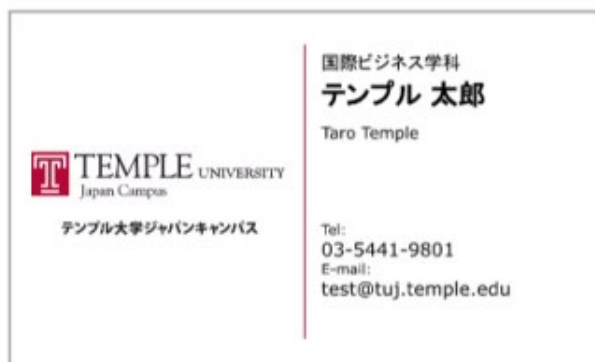 TEMPLE UNIVERSITY
Japan Campus
テンプル大学ジャパンキャンパス
国際ビジネス学科
テンプル 太郎
Taro Temple
Tel:
03-5441-9801
E-mail:
test@tuj.temple.edu